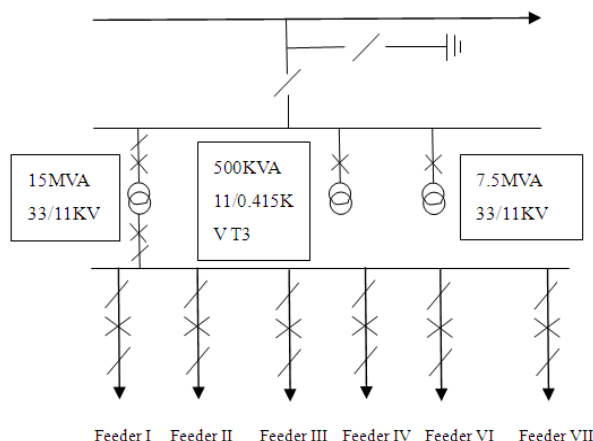 15MVA
33/11KV
500KVA
11/0.415K
V T3
7.5MVA
33/11KV
Feeder I Feeder II Feeder III Feeder IV Feeder VI Feeder VII